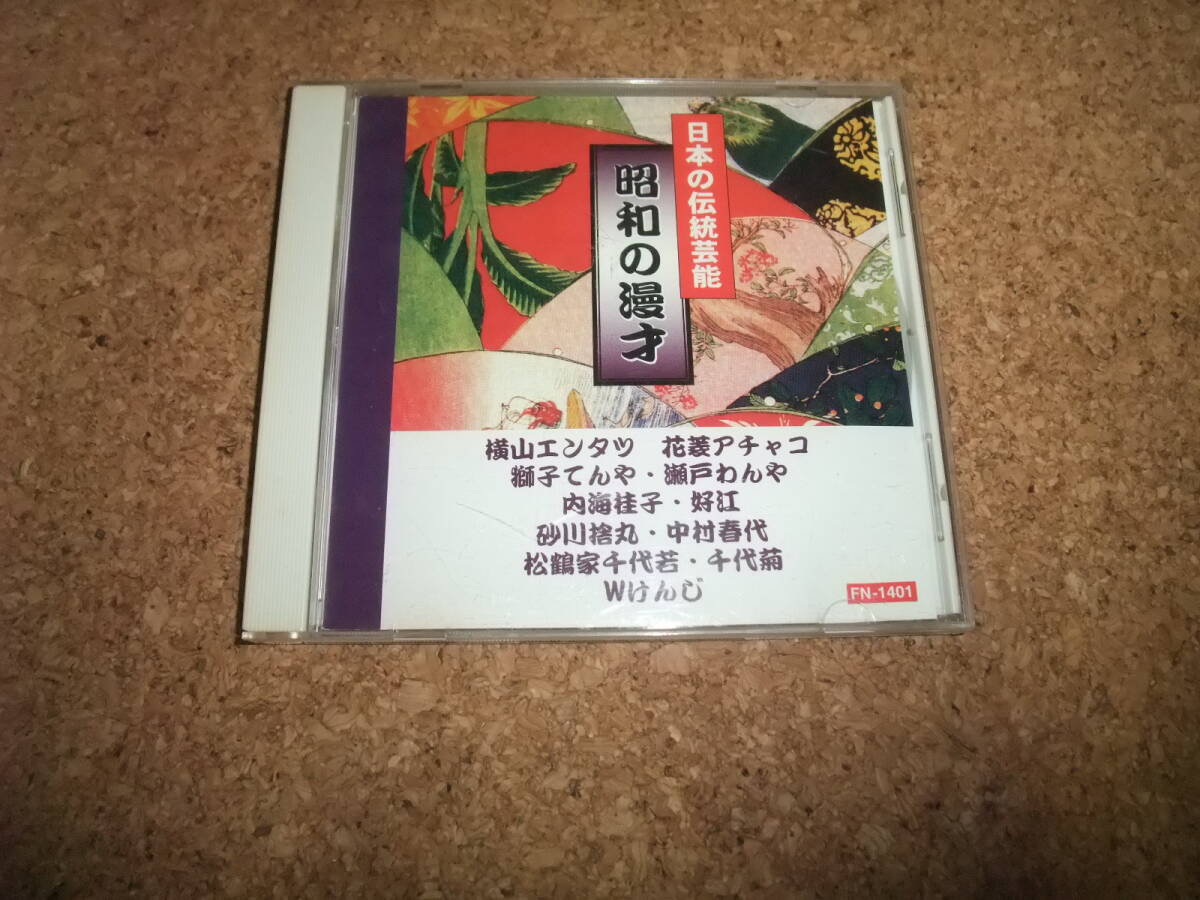 日本の伝統芸能
昭和の漫才
横山エンタツ　花菱アチャコ
獅子てんや・瀬戸わんや
内海桂子・好江
砂川捨丸・中村春代
松鶴家千代若・千代菊
Wけんじ
FN-1401